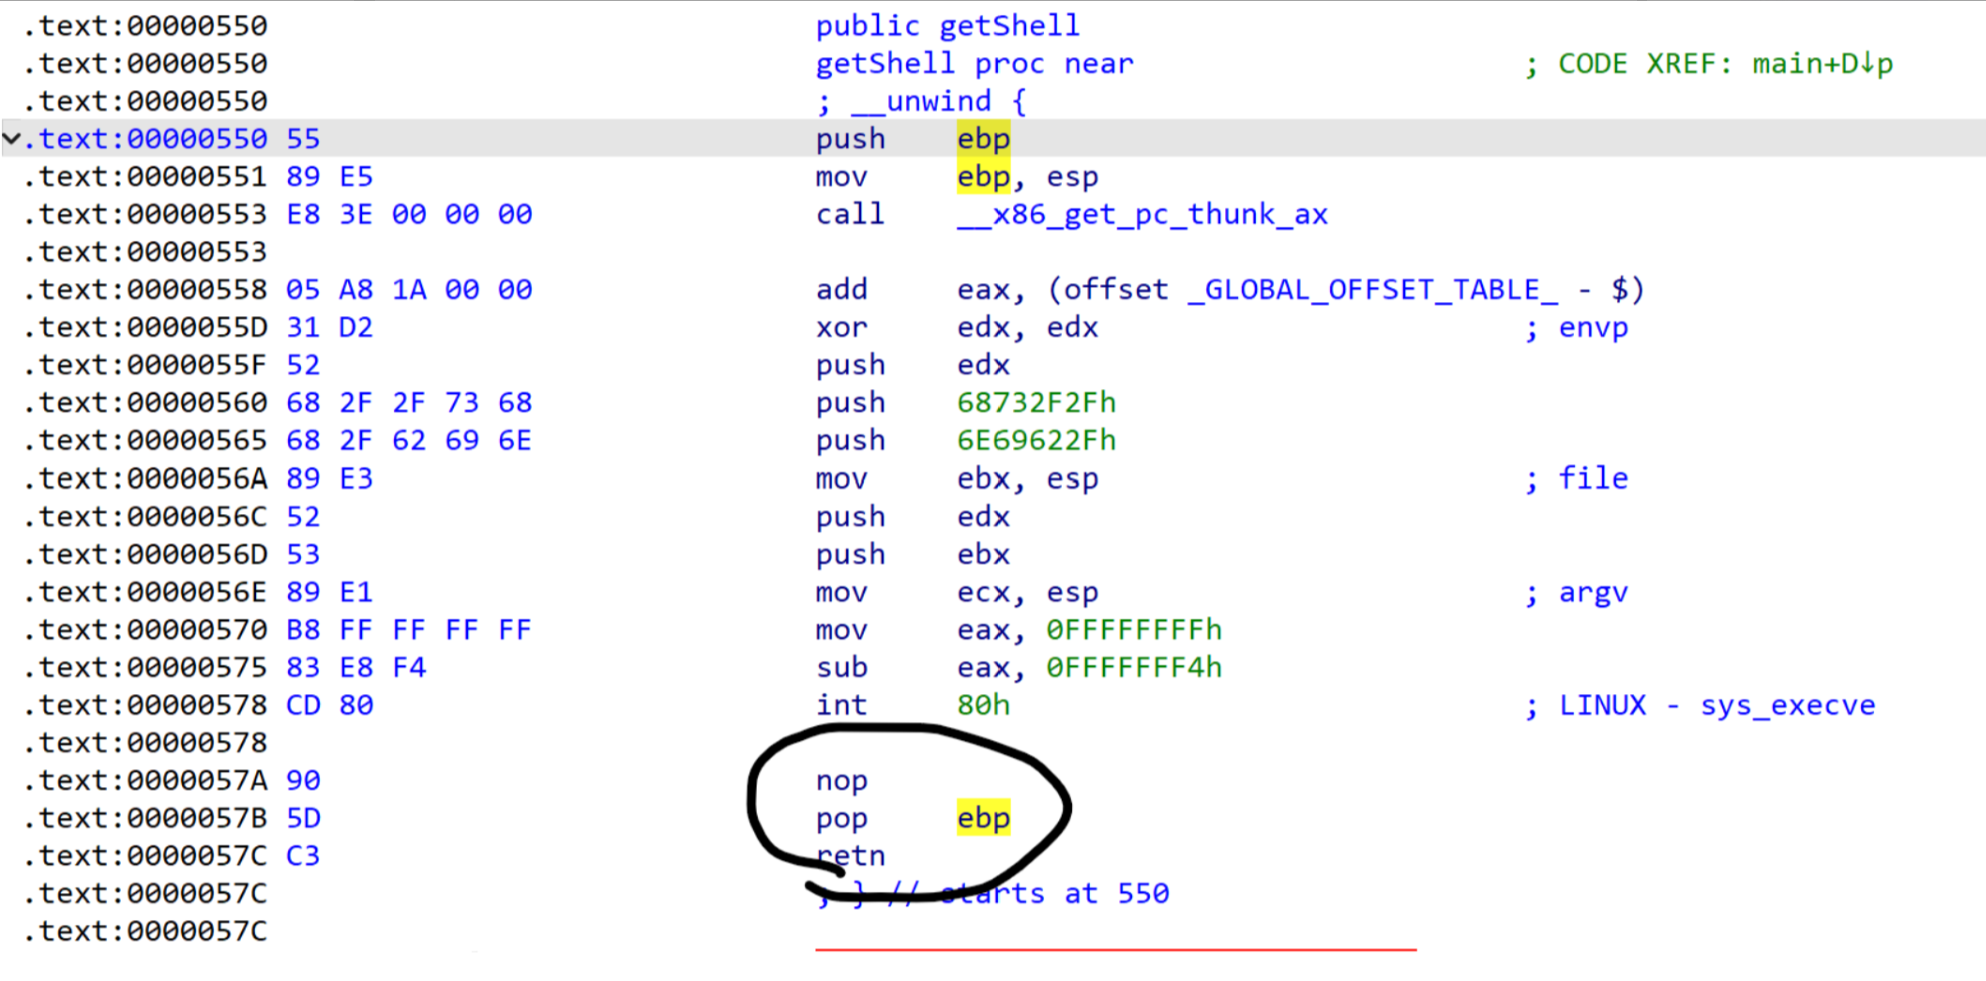 .text:00000550 public getShell
.text:00000550 getShell proc near ; CODE XREF: main+D↓p
.text:00000550 ; __unwind {
.text:00000550 55 push ebp
.text:00000551 89 E5 mov ebp, esp
.text:00000553 E8 3E 00 00 00 call __x86_get_pc_thunk_ax
.text:00000553
.text:00000558 05 A8 1A 00 00 add eax, (offset _GLOBAL_OFFSET_TABLE_ - $)
.text:0000055D 31 D2 xor edx, edx ; envp
.text:0000055F 52 push edx
.text:00000560 68 2F 2F 73 68 push 68732F2Fh
.text:00000565 68 2F 62 69 6E push 6E69622Fh
.text:0000056A 89 E3 mov ebx, esp ; file
.text:0000056C 52 push edx
.text:0000056D 53 push ebx
.text:0000056E 89 E1 mov ecx, esp ; argv
.text:00000570 B8 FF FF FF FF mov eax, 0FFFFFFFFh
.text:00000575 83 E8 F4 sub eax, 0FFFFFFF4h
.text:00000578 CD 80 int 80h ; LINUX - sys_execve
.text:00000578
.text:0000057A 90 nop
.text:0000057B 5D pop ebp
.text:0000057C C3 retn
.text:0000057C ; } // starts at 550
.text:0000057C